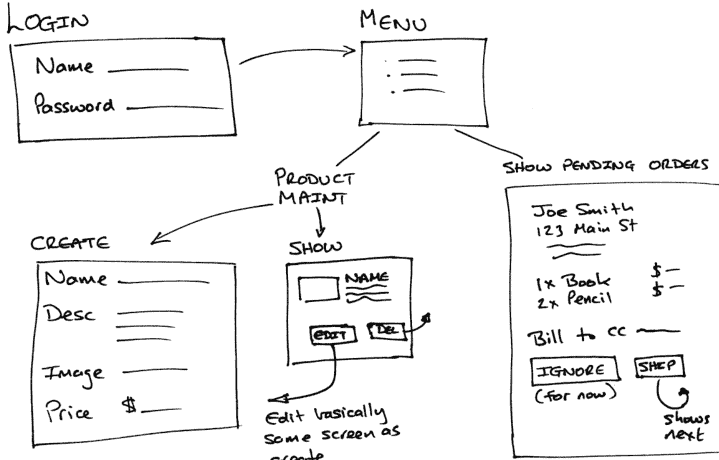 LOGIN
Name
Password
MENU
PRODUCT
MAINT
CREATE
Name
Desc
Image
Price $
SHOW
NAME
EDIT DEL
Edit basically
same screen as
create
SHOW PENDING ORDERS
Joe Smith
123 Main St
1x Book $
2x Pencil $
Bill to CC
IGNORE SHIP
(for now)
shows
next